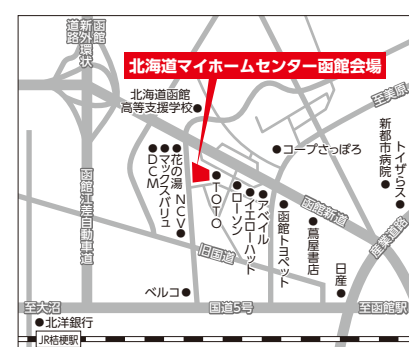 函館
新外環状
道路
北海道マイホームセンター函館会場
北海道函館
高等支援学校
至美原
コープさっぽろ
トイザらス
新都市病院
花の湯
マックスバリュ
DCM
NCV
TOTO
ローソン
イエローハット
アベイル
函館トヨペット
蔦屋書店
日産
函館新道
産業道路
函館江差自動車道
旧国道
ベルコ
至大沼
国道5号
至函館駅
北洋銀行
JR桔梗駅